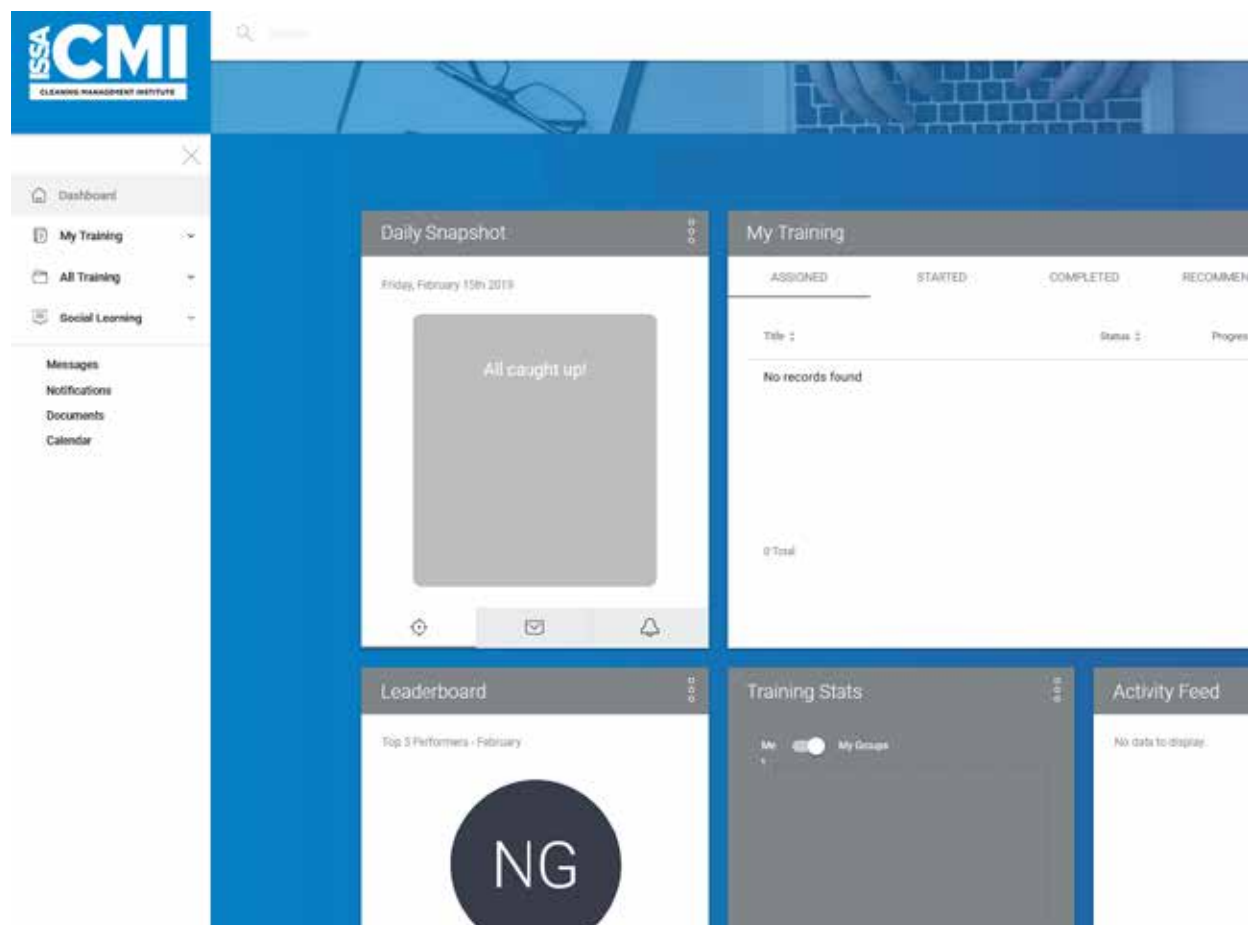 ISSA CMI
CLEANING MANAGEMENT INSTITUTE
Dashboard
My Training
All Training
Social Learning
Messages
Notifications
Documents
Calendar
Daily Snapshot
Friday, February 15th 2019
All caught up!
My Training
ASSIGNED STARTED COMPLETED RECOMMEN
Title Status Progres
No records found
0 Total
Leaderboard
Top 3 Performers - February
NG
Training Stats
Me My Groups
Activity Feed
No data to display.